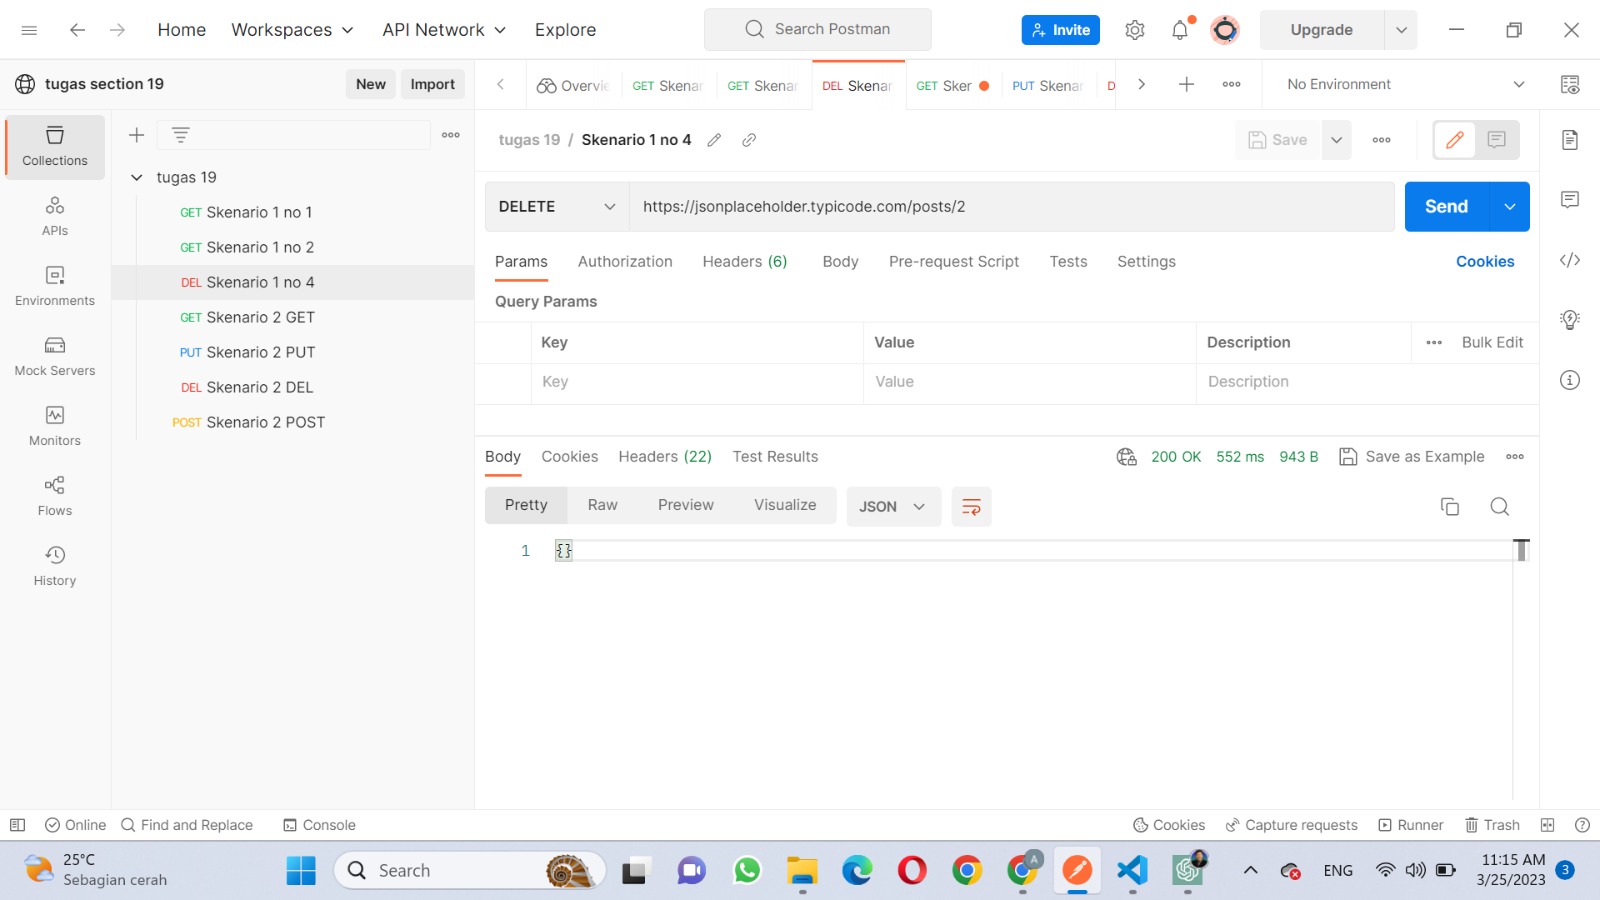 Home
Workspaces
API Network
Explore
Search Postman
Invite
Upgrade
tugas section 19
New
Import
Overvie
GET Skenar
GET Skenar
DEL Skenar
GET Sker
PUT Skenar
D
No Environment
Collections
APIs
Environments
Mock Servers
Monitors
Flows
History
tugas 19
GET Skenario 1 no 1
GET Skenario 1 no 2
DEL Skenario 1 no 4
GET Skenario 2 GET
PUT Skenario 2 PUT
DEL Skenario 2 DEL
POST Skenario 2 POST
tugas 19 / Skenario 1 no 4
Save
DELETE
https://jsonplaceholder.typicode.com/posts/2
Send
Params
Authorization
Headers (6)
Body
Pre-request Script
Tests
Settings
Cookies
Query Params
Key
Value
Description
Bulk Edit
Key
Value
Description
Body
Cookies
Headers (22)
Test Results
200 OK
552 ms
943 B
Save as Example
Pretty
Raw
Preview
Visualize
JSON
1 {}
Online
Find and Replace
Console
Cookies
Capture requests
Runner
Trash
25°C
Sebagian cerah
Search
A
ENG
11:15 AM
3/25/2023
3